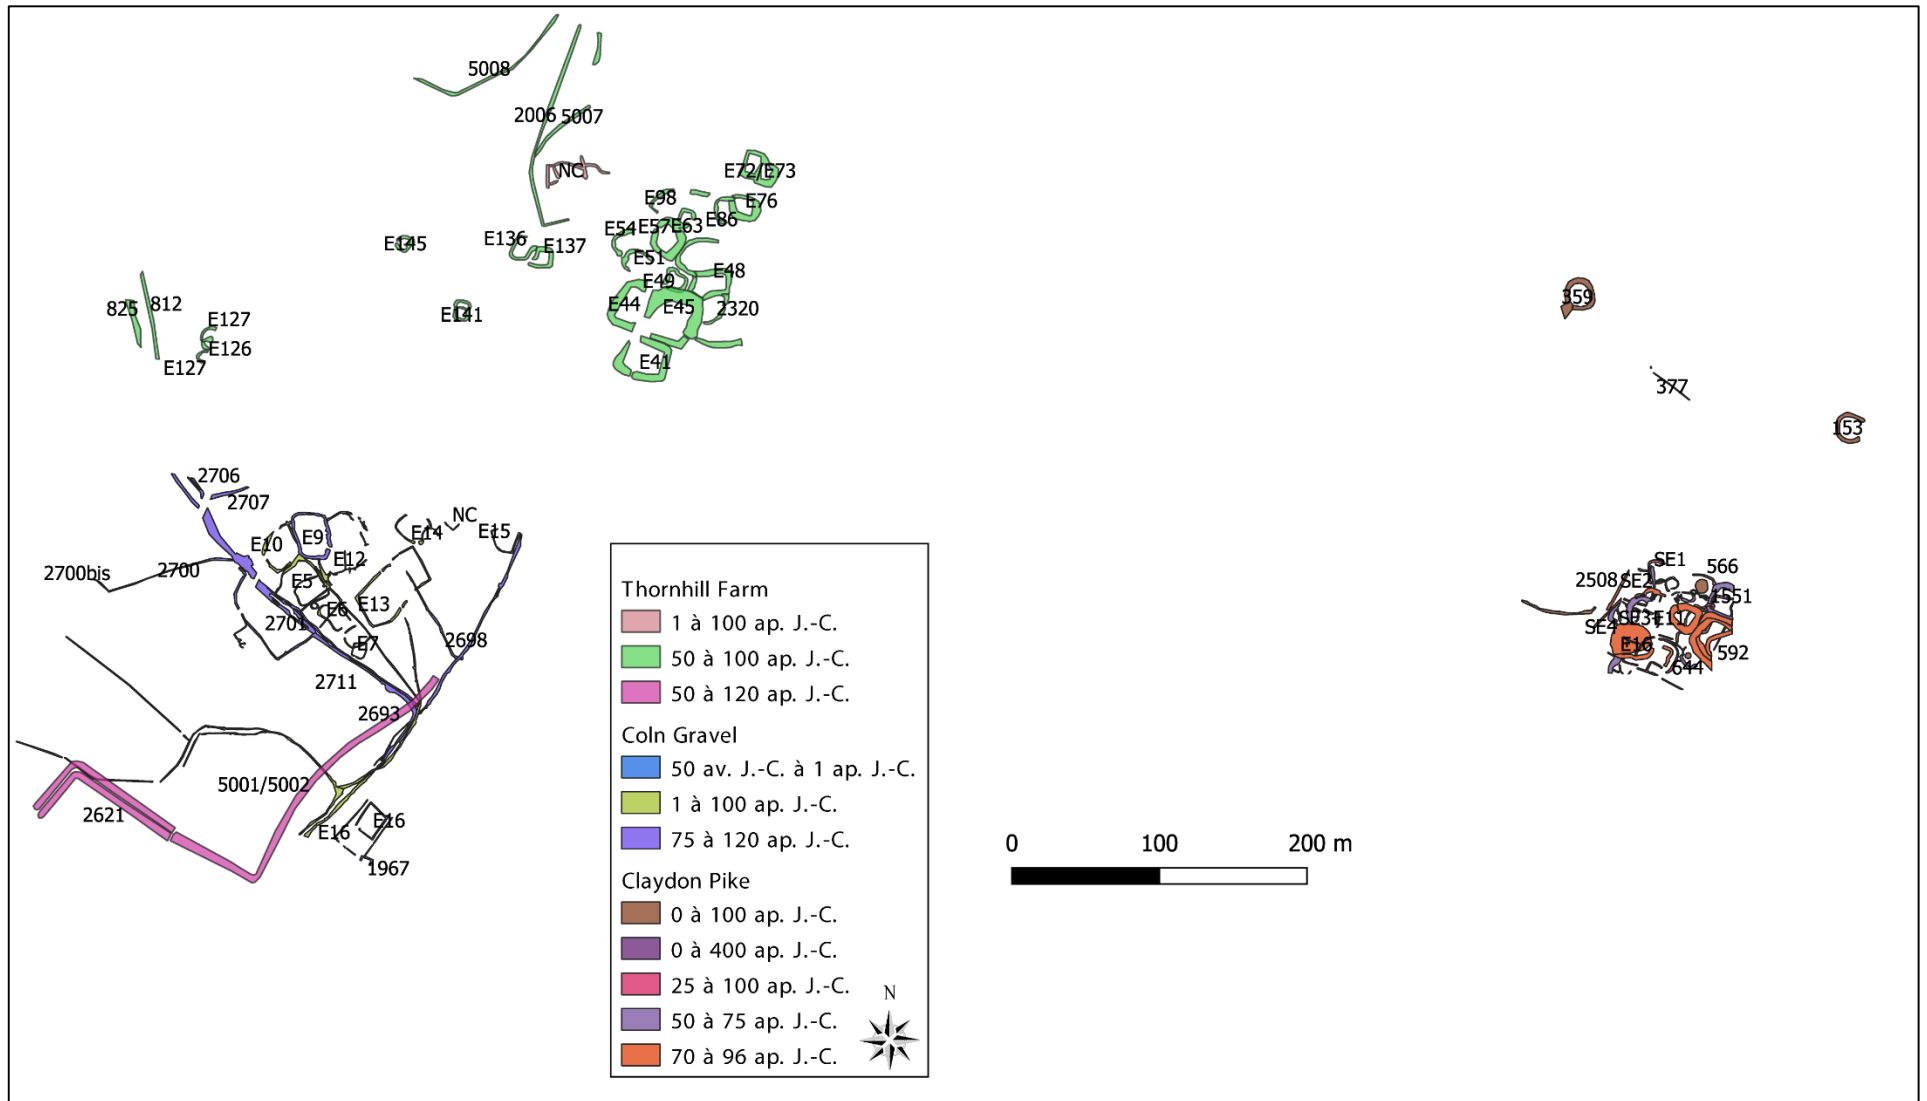 5008
2006 5007
NC
E72/E73
E98
E76
E86
E54 E57 E63
E145
E136
E137
E51
E48
E49
E44
E45
2320
E141
E41
825
812
E127
E126
E127
359
377
153
2706
2707
E10
E9
E12
E14
NC
E15
2700bis
2700
E5
E6
E13
2701
E7
2698
2711
2693
5001/5002
2621
E16
E26
1967
SE1
2508
SE2
566
1551
SE4
E11
E16
592
644
Thornhill Farm
1 à 100 ap. J.-C.
50 à 100 ap. J.-C.
50 à 120 ap. J.-C.
Coln Gravel
50 av. J.-C. à 1 ap. J.-C.
1 à 100 ap. J.-C.
75 à 120 ap. J.-C.
Claydon Pike
0 à 100 ap. J.-C.
0 à 400 ap. J.-C.
25 à 100 ap. J.-C.
50 à 75 ap. J.-C.
70 à 96 ap. J.-C.
N
0 100 200 m